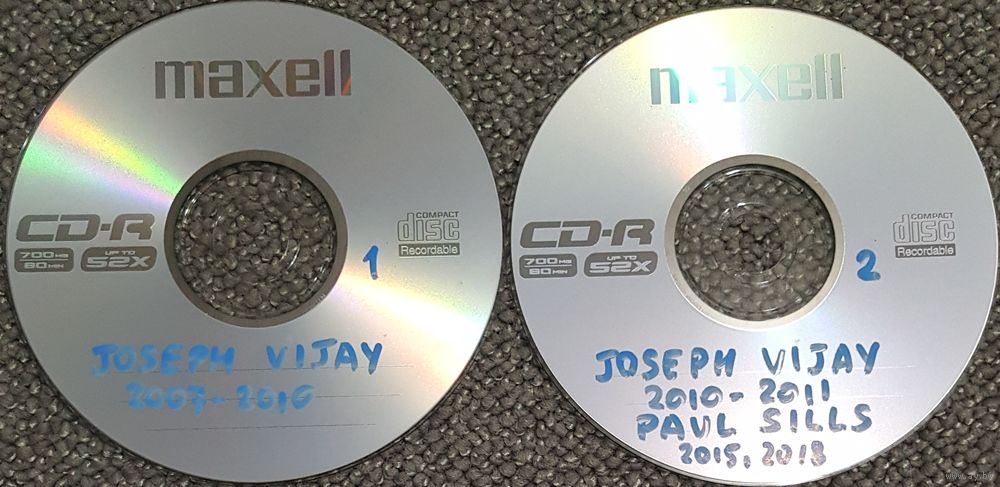 maxell
CD-R
700MB
80MIN
UP TO
52X
COMPACT
disc
Recordable
1
JOSEPH VIJAY
2007-2010
maxell
CD-R
700MB
80MIN
UP TO
52X
COMPACT
disc
Recordable
2
JOSEPH VIJAY
2010-2011
PAUL SILLS
2015, 2018